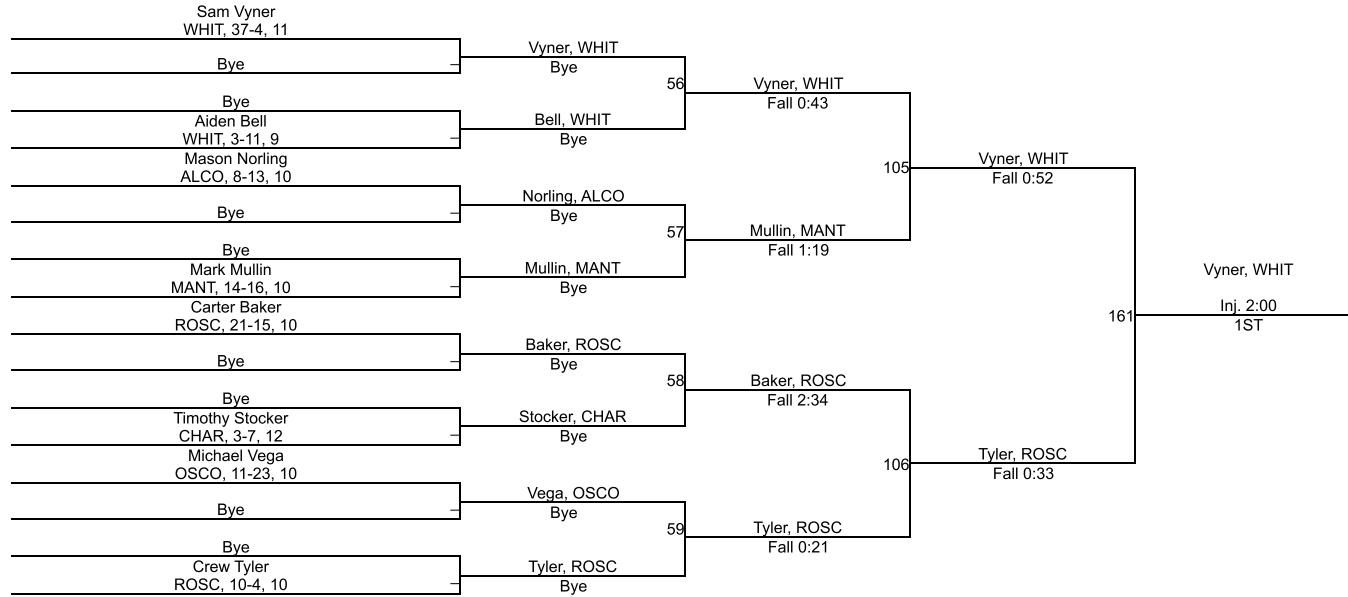 Sam Vyner
WHIT, 37-4, 11
Bye
Bye
Aiden Bell
WHIT, 3-11, 9
Mason Norling
ALCO, 8-13, 10
Bye
Bye
Mark Mullin
MANT, 14-16, 10
Carter Baker
ROSC, 21-15, 10
Bye
Bye
Timothy Stocker
CHAR, 3-7, 12
Michael Vega
OSCO, 11-23, 10
Bye
Bye
Crew Tyler
ROSC, 10-4, 10
Vyner, WHIT
Bye
56
Bell, WHIT
Bye
Norling, ALCO
Bye
57
Mullin, MANT
Bye
Baker, ROSC
Bye
58
Stocker, CHAR
Bye
Vega, OSCO
Bye
59
Tyler, ROSC
Bye
Vyner, WHIT
Fall 0:43
105
Mullin, MANT
Fall 1:19
Baker, ROSC
Fall 2:34
106
Tyler, ROSC
Fall 0:21
Vyner, WHIT
Fall 0:52
161
Tyler, ROSC
Fall 0:33
Vyner, WHIT
Inj. 2:00
1ST